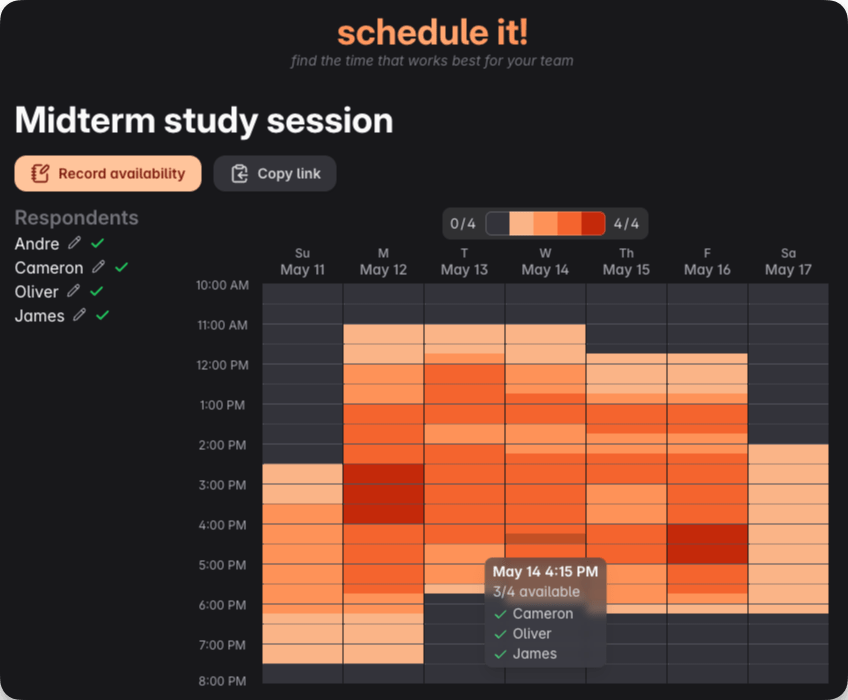 schedule it!
find the time that works best for your team
Midterm study session
Record availability
Copy link
Respondents
Andre
Cameron
Oliver
James
0/4
4/4
Su M T W Th F Sa
May 11 May 12 May 13 May 14 May 15 May 16 May 17
10:00 AM
11:00 AM
12:00 PM
1:00 PM
2:00 PM
3:00 PM
4:00 PM
5:00 PM
6:00 PM
7:00 PM
8:00 PM
May 14 4:15 PM
3/4 available
Cameron
Oliver
James